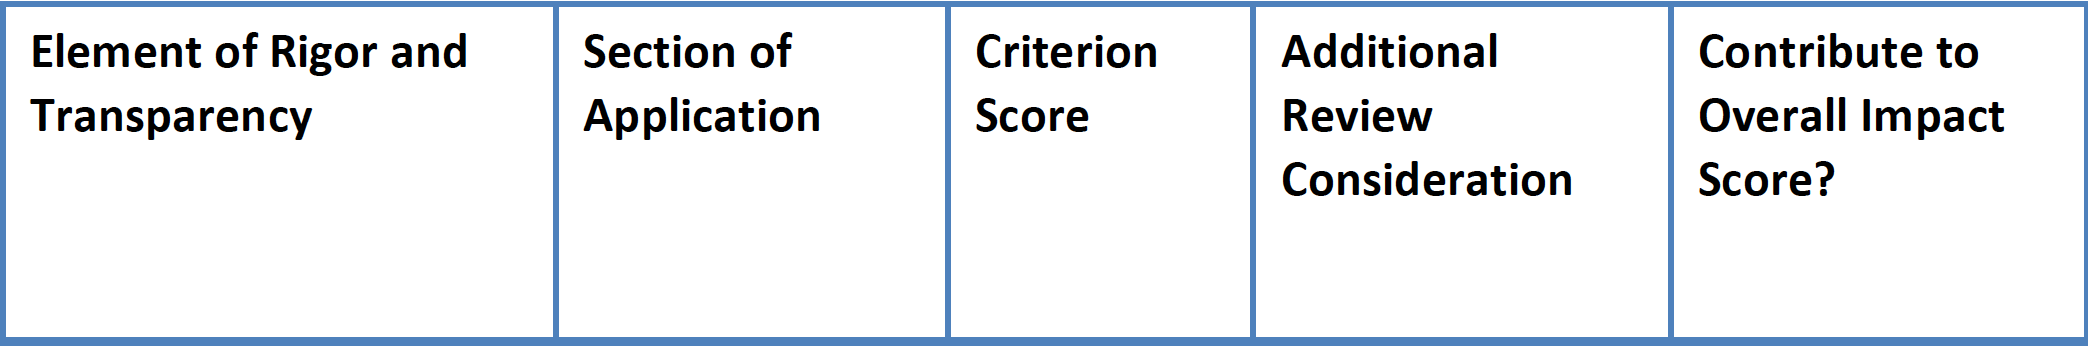 Element of Rigor and
Transparency
Section of
Application
Criterion
Score
Additional
Review
Consideration
Contribute to
Overall Impact
Score?